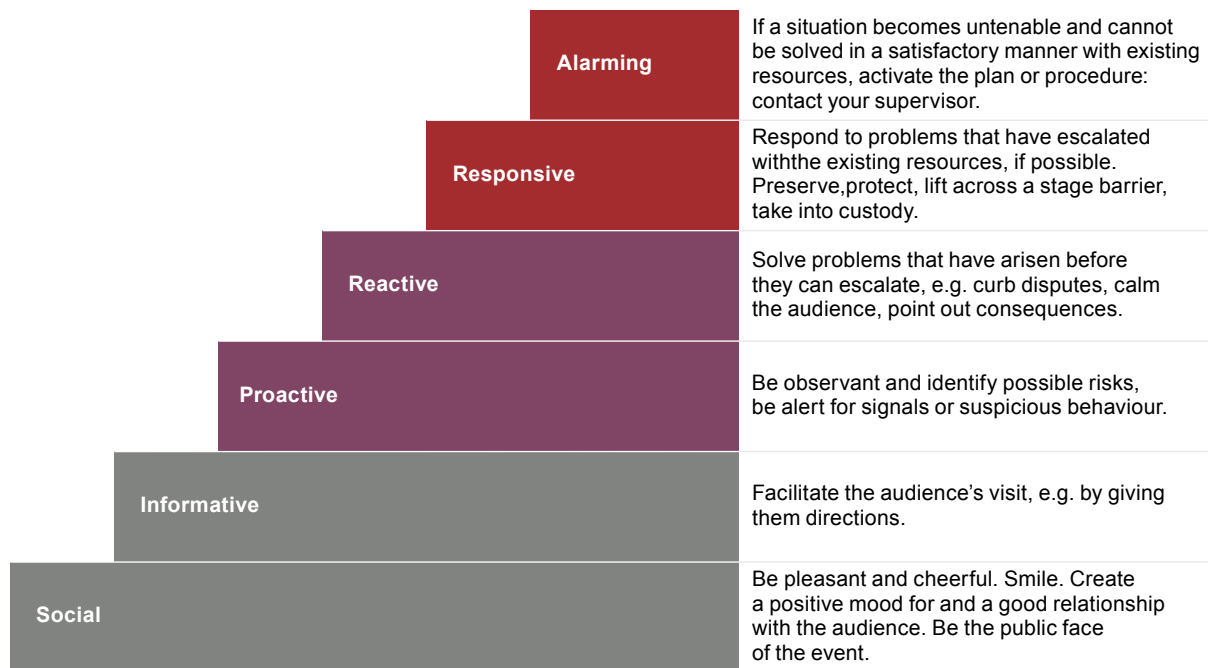 Alarming
If a situation becomes untenable and cannot
be solved in a satisfactory manner with existing
resources, activate the plan or procedure:
contact your supervisor.
Responsive
Respond to problems that have escalated
withthe existing resources, if possible.
Preserve,protect, lift across a stage barrier,
take into custody.
Reactive
Solve problems that have arisen before
they can escalate, e.g. curb disputes, calm
the audience, point out consequences.
Proactive
Be observant and identify possible risks,
be alert for signals or suspicious behaviour.
Informative
Facilitate the audience’s visit, e.g. by giving
them directions.
Social
Be pleasant and cheerful. Smile. Create
a positive mood for and a good relationship
with the audience. Be the public face
of the event.